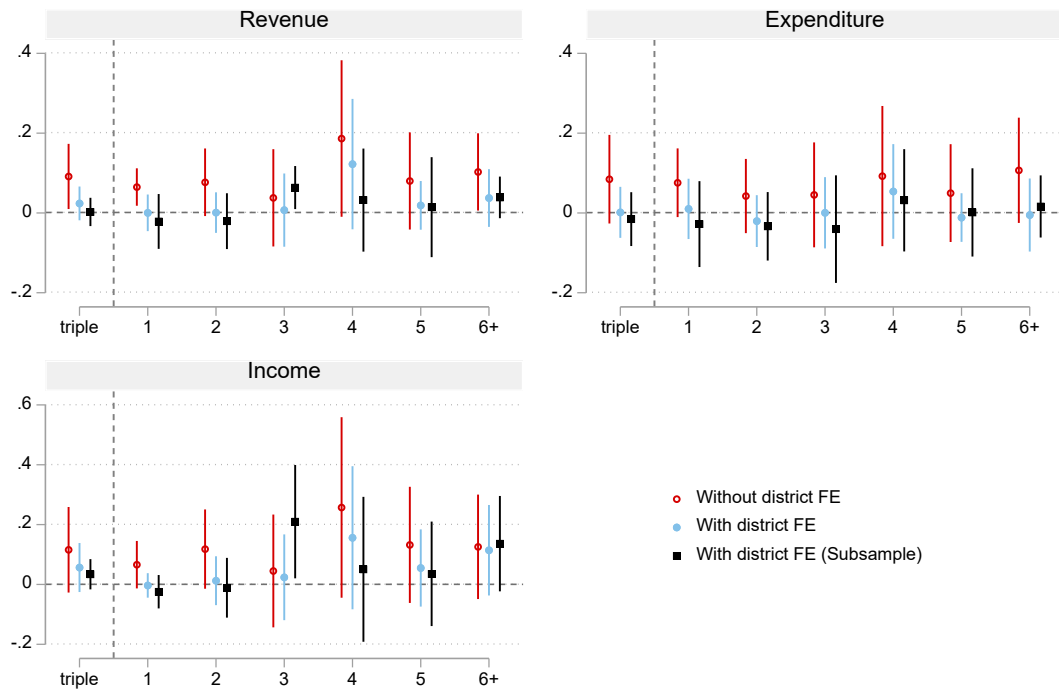 Revenue
.4
.2
0
-.2
triple 1 2 3 4 5 6+
Expenditure
.4
.2
0
-.2
triple 1 2 3 4 5 6+
Income
.6
.4
.2
0
-.2
triple 1 2 3 4 5 6+
Without district FE
With district FE
With district FE (Subsample)